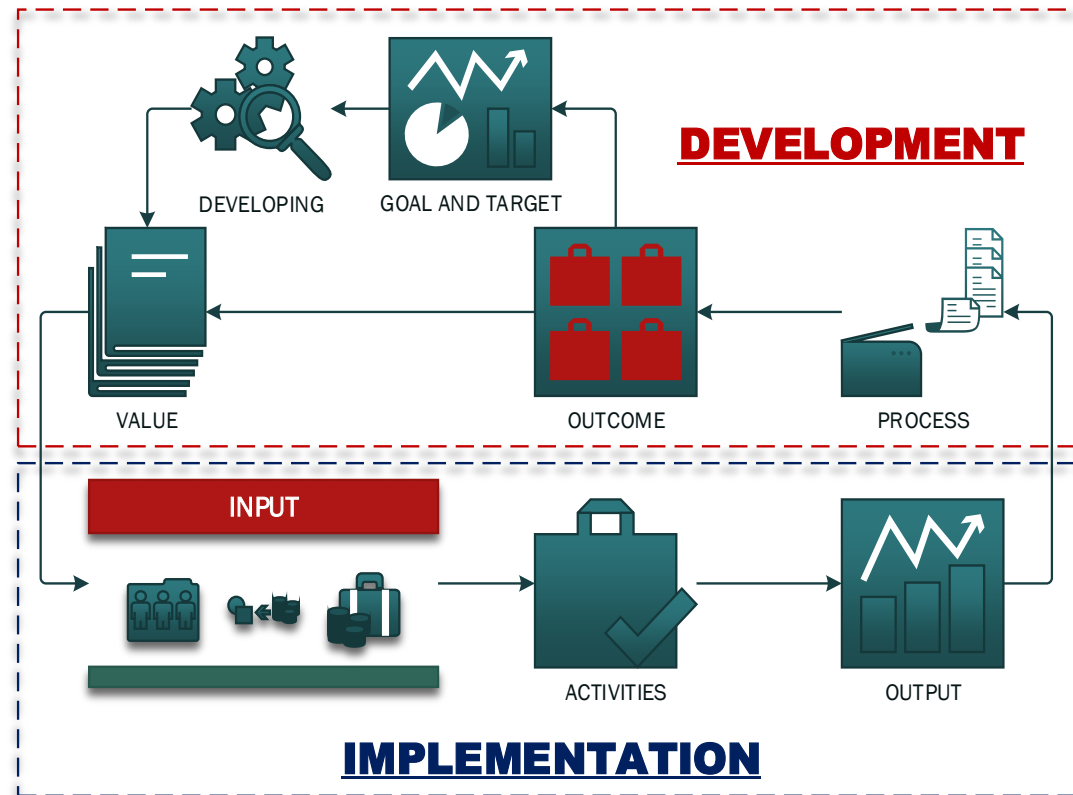 DEVELOPMENT
DEVELOPING
GOAL AND TARGET
VALUE
OUTCOME
PROCESS
INPUT
ACTIVITIES
OUTPUT
IMPLEMENTATION